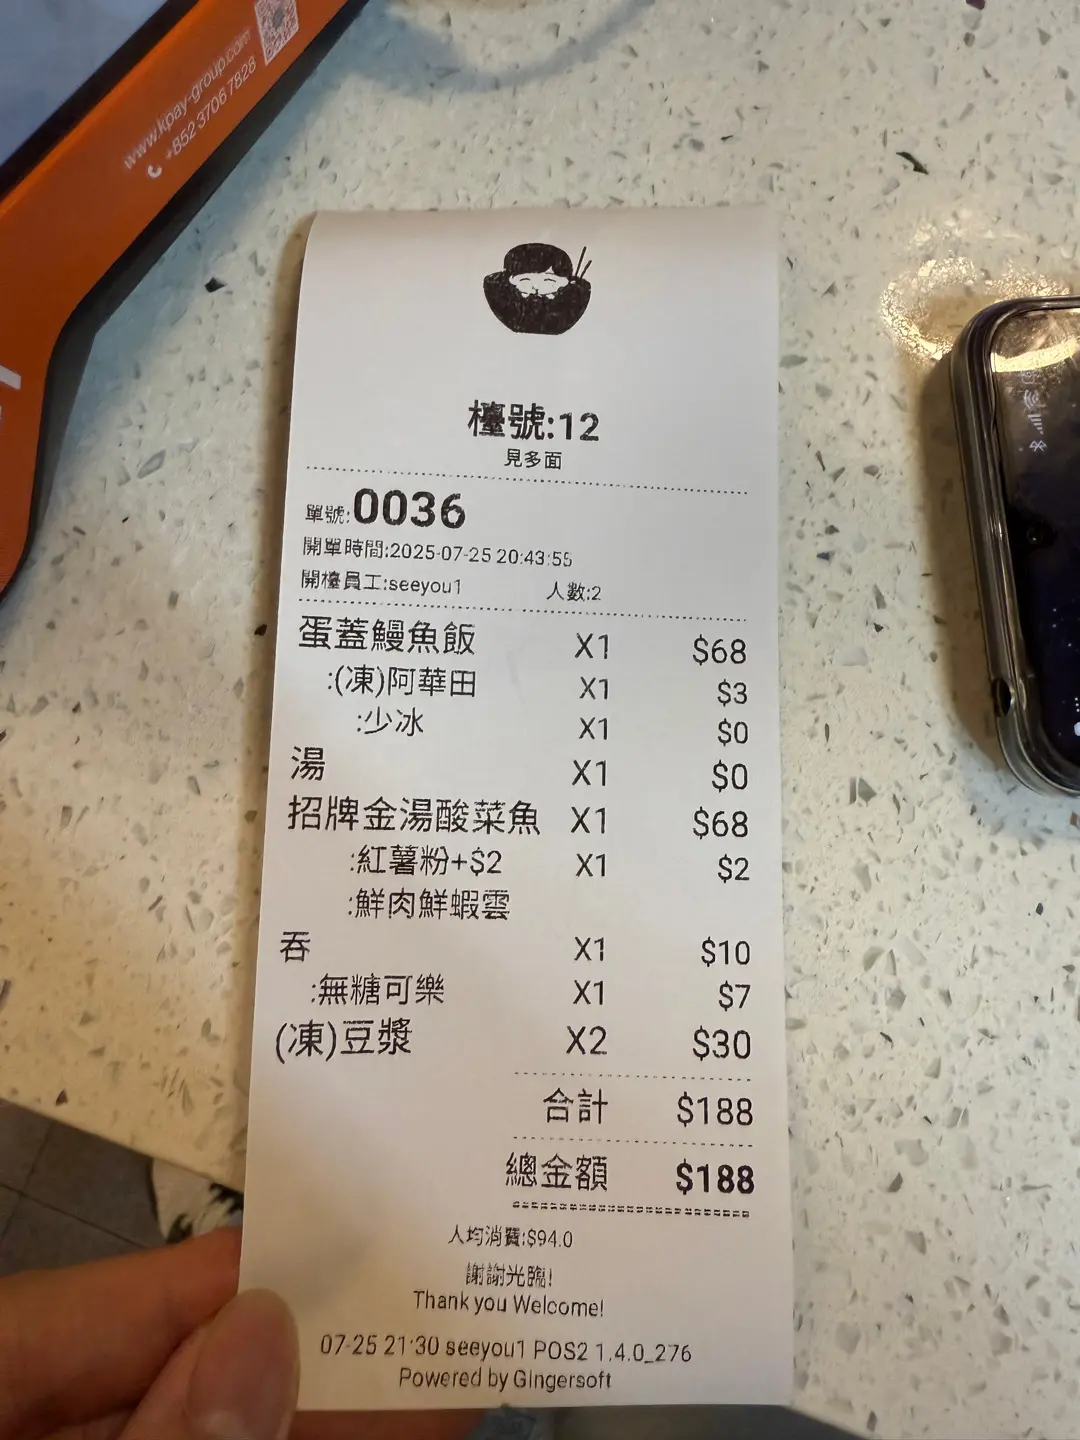 www.kpay-group.com
+852 3706 7828
檯號:12
見多面
單號:0036
開單時間:2025-07-25 20:43:55
開檯員工:seeyou1 人數:2
蛋蓋鰻魚飯 X1 $68
:(凍)阿華田 X1 $3
:少冰 X1 $0
湯 X1 $0
招牌金湯酸菜魚 X1 $68
:紅薯粉+$2 X1 $2
:鮮肉鮮蝦雲
吞 X1 $10
:無糖可樂 X1 $7
(凍)豆漿 X2 $30
合計 $188
總金額 $188
人均消費:$94.0
謝謝光臨!
Thank you Welcome!
07-25 21:30 seeyou1 POS2 1.4.0_276
Powered by Gingersoft